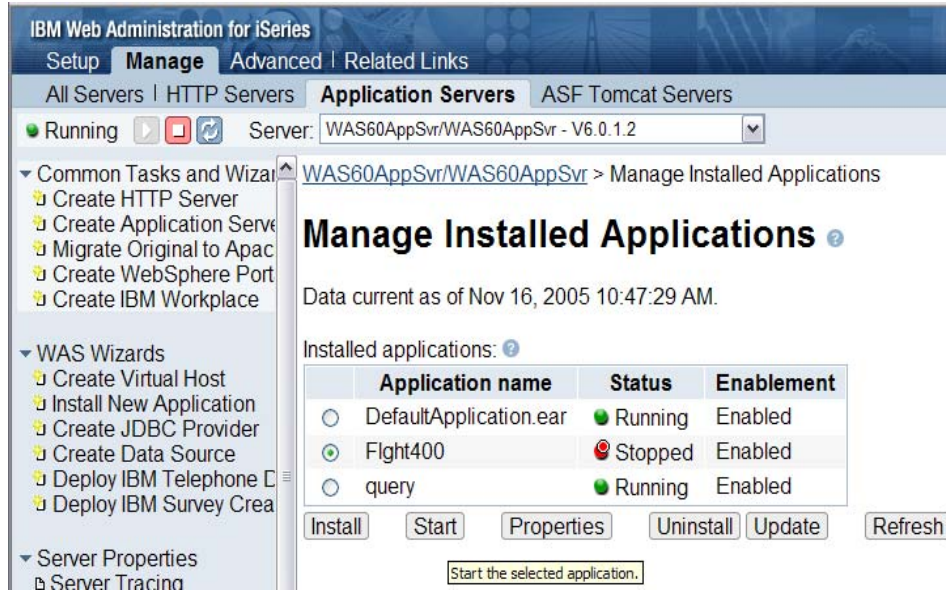 IBM Web Administration for iSeries
Setup Manage Advanced | Related Links
All Servers | HTTP Servers Application Servers ASF Tomcat Servers
Running Server: WAS60AppSvr/WAS60AppSvr - V6.0.1.2
Common Tasks and Wizar
Create HTTP Server
Create Application Serve
Migrate Original to Apac
Create WebSphere Port
Create IBM Workplace
WAS Wizards
Create Virtual Host
Install New Application
Create JDBC Provider
Create Data Source
Deploy IBM Telephone D
Deploy IBM Survey Crea
Server Properties
Server Tracing
WAS60AppSvr/WAS60AppSvr > Manage Installed Applications
Manage Installed Applications
Data current as of Nov 16, 2005 10:47:29 AM.
Installed applications:
Application name Status Enablement
DefaultApplication.ear Running Enabled
Flght400 Stopped Enabled
query Running Enabled
Install Start Properties Uninstall Update Refresh
Start the selected application.